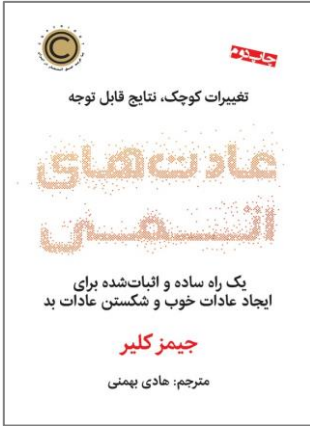 چاپ دوم
تغییرات کوچک، نتایج قابل توجه
عادت‌های
اتمی
یک راه ساده و اثبات‌شده برای
ایجاد عادات خوب و شکستن عادات بد
جیمز کلیر
مترجم: هادی بهمنی